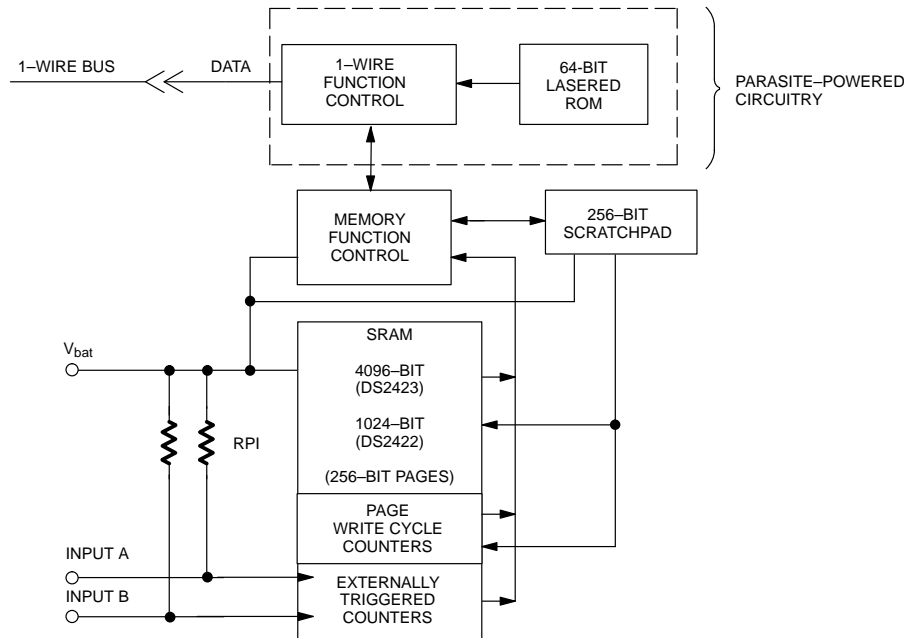 1–WIRE BUS
DATA
1–WIRE
FUNCTION
CONTROL
64-BIT
LASERED
ROM
PARASITE–POWERED
CIRCUITRY
MEMORY
FUNCTION
CONTROL
256–BIT
SCRATCHPAD
Vbat
SRAM
4096–BIT
(DS2423)
1024–BIT
(DS2422)
(256–BIT PAGES)
RPI
PAGE
WRITE CYCLE
COUNTERS
INPUT A
INPUT B
EXTERNALLY
TRIGGERED
COUNTERS